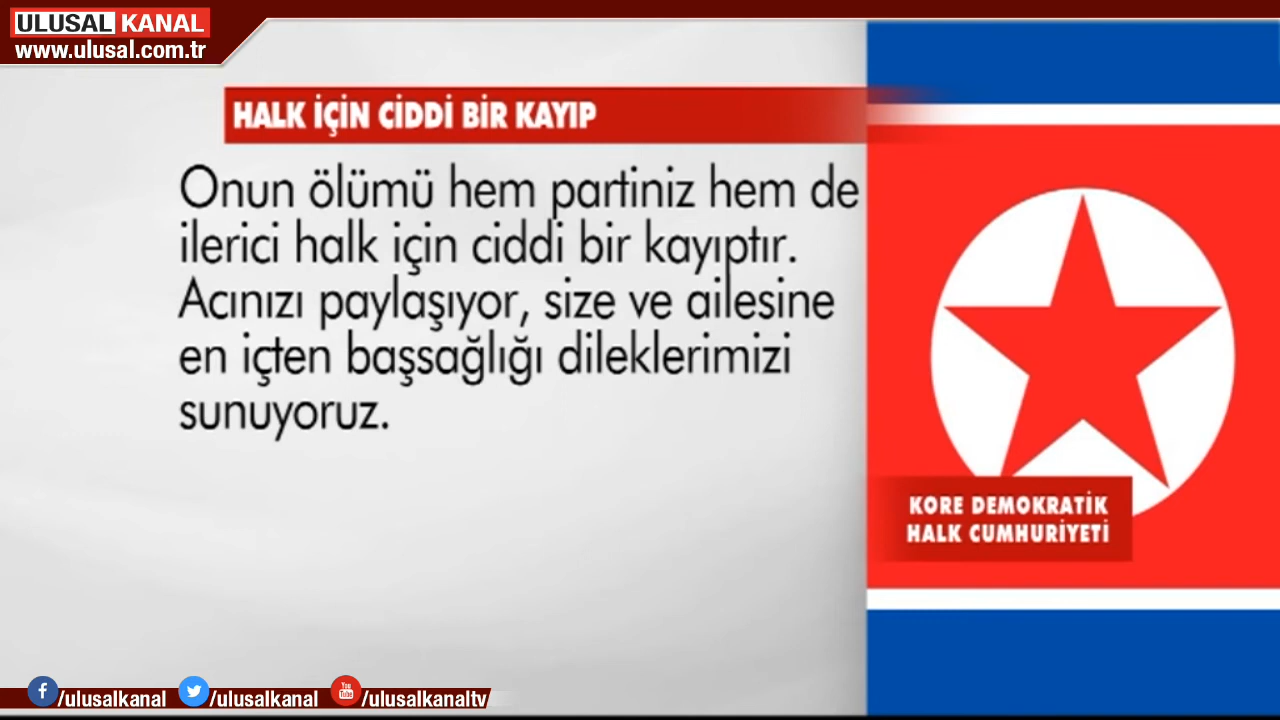 ULUSAL KANAL
www.ulusal.com.tr
HALK İÇİN CİDDİ BİR KAYIP
Onun ölümü hem partiniz hem de
ilerici halk için ciddi bir kayıptır.
Acınızı paylaşıyor, size ve ailesine
en içten başsağlığı dileklerimizi
sunuyoruz.
KORE DEMOKRATİK
HALK CUMHURİYETİ
f /ulusalkanal /ulusalkanal You Tube /ulusalkanaltv